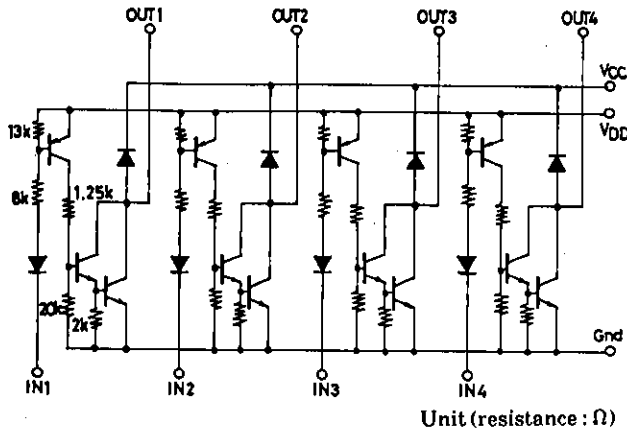 OUT1
OUT2
OUT3
OUT4
VCC
VDD
13k
8k
1,25k
20k
2k
Gnd
IN1
IN2
IN3
IN4
Unit (resistance : Ω)